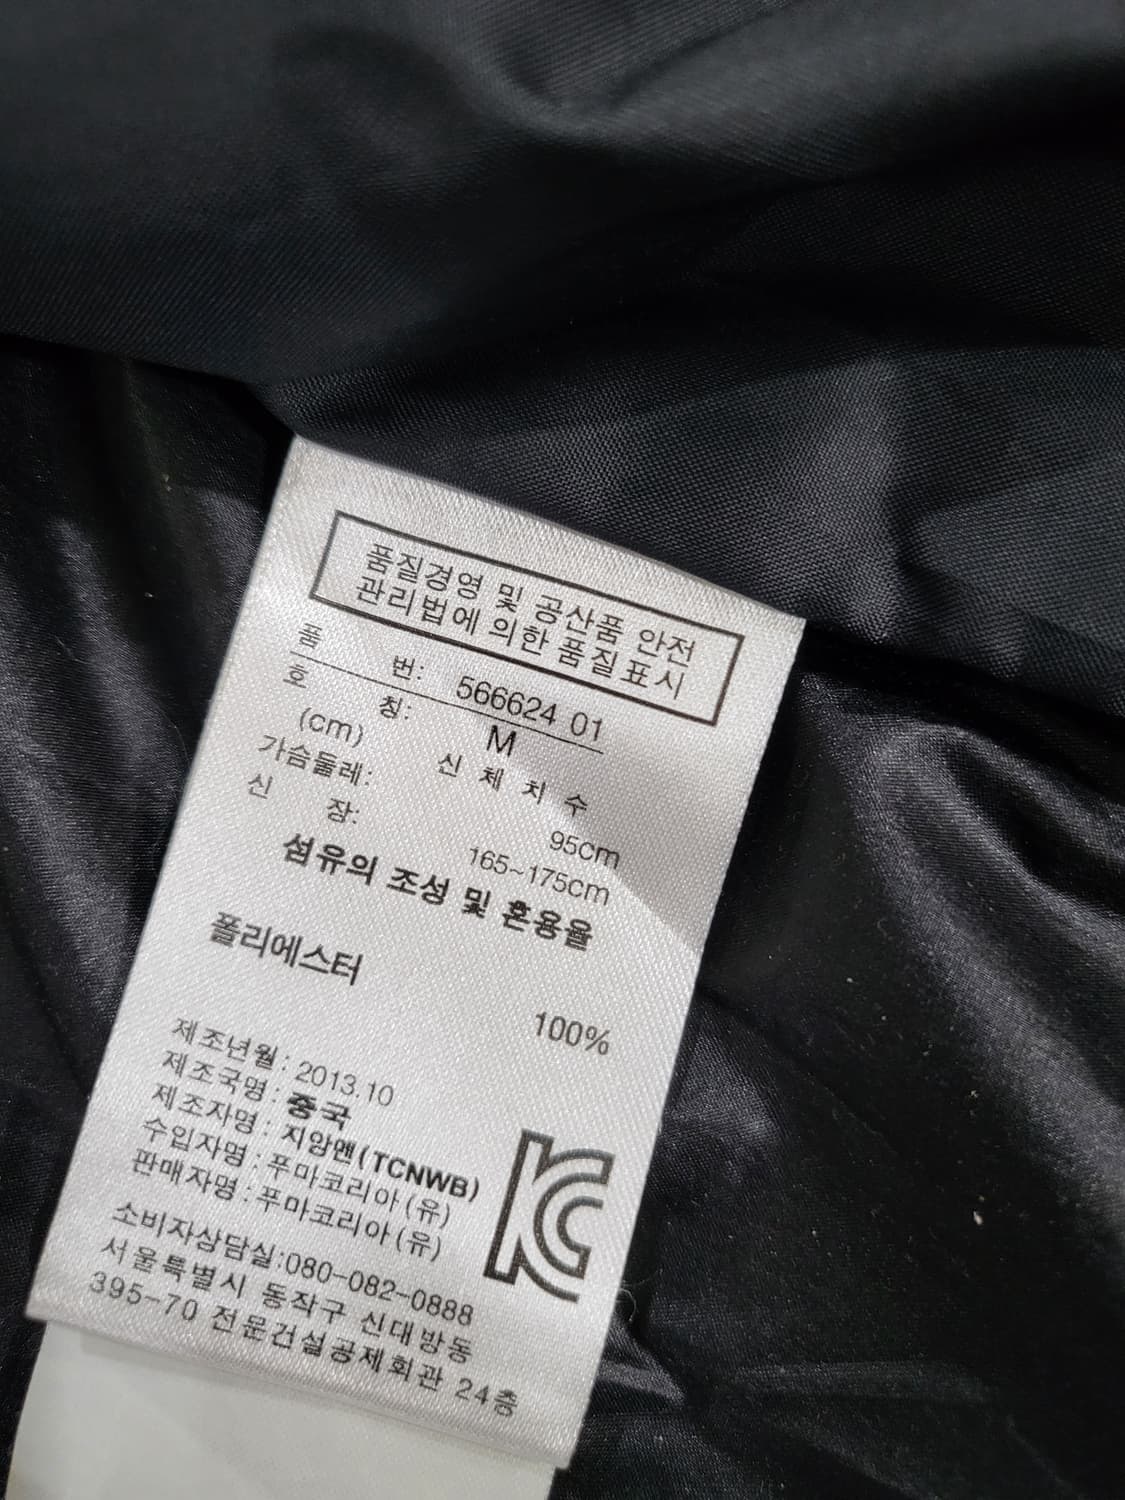 품질경영 및 공산품 안전
관리법에 의한 품질표시
품 번: 566624 01
호 칭: M
(cm) 신 체 치 수
가슴둘레: 95cm
신 장: 165~175cm
섬유의 조성 및 혼용율
폴리에스터
100%
제조년월: 2013.10
제조국명: 중국
제조자명: 지앙멘(TCNWB)
수입자명: 푸마코리아(유)
판매자명: 푸마코리아(유)
소비자상담실:080-082-0888
서울특별시 동작구 신대방동
395-70 전문건설공제회관 24층
KC